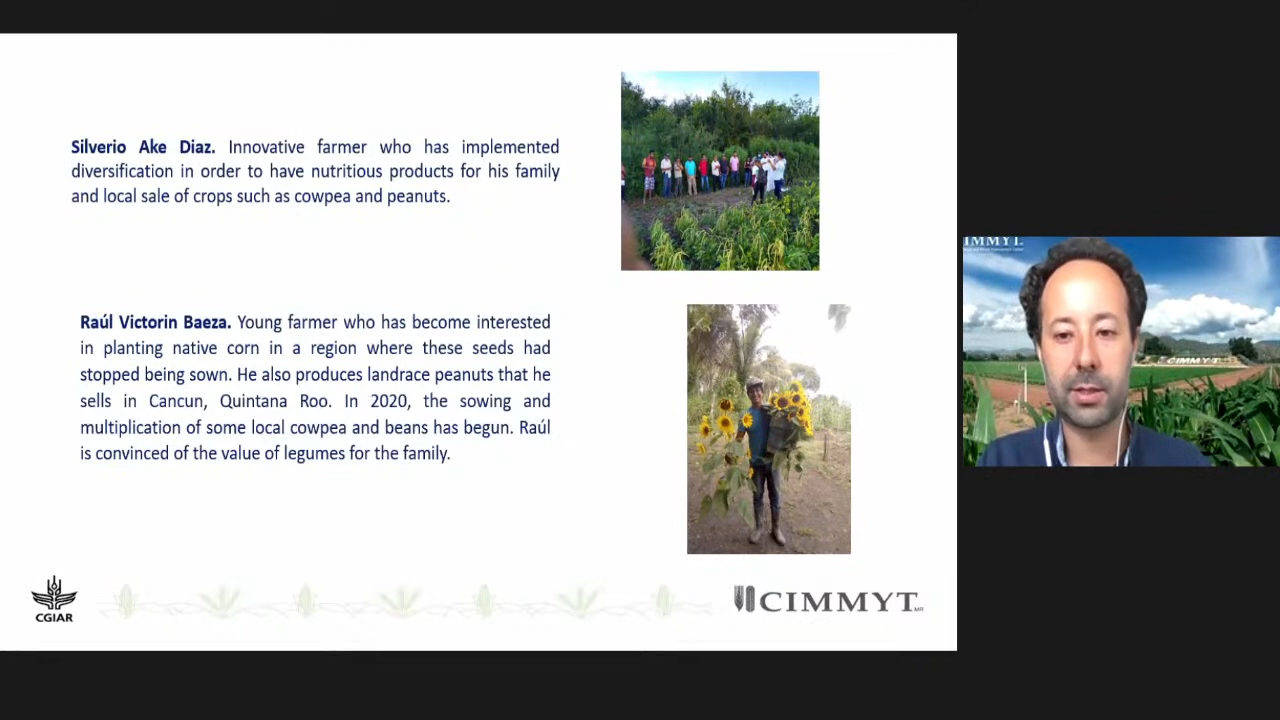 Silverio Ake Diaz. Innovative farmer who has implemented
diversification in order to have nutritious products for his family
and local sale of crops such as cowpea and peanuts.
Raúl Victorin Baeza. Young farmer who has become interested
in planting native corn in a region where these seeds had
stopped being sown. He also produces landrace peanuts that he
sells in Cancun, Quintana Roo. In 2020, the sowing and
multiplication of some local cowpea and beans has begun. Raúl
is convinced of the value of legumes for the family.
CGIAR
CIMMYT
CIMMYT